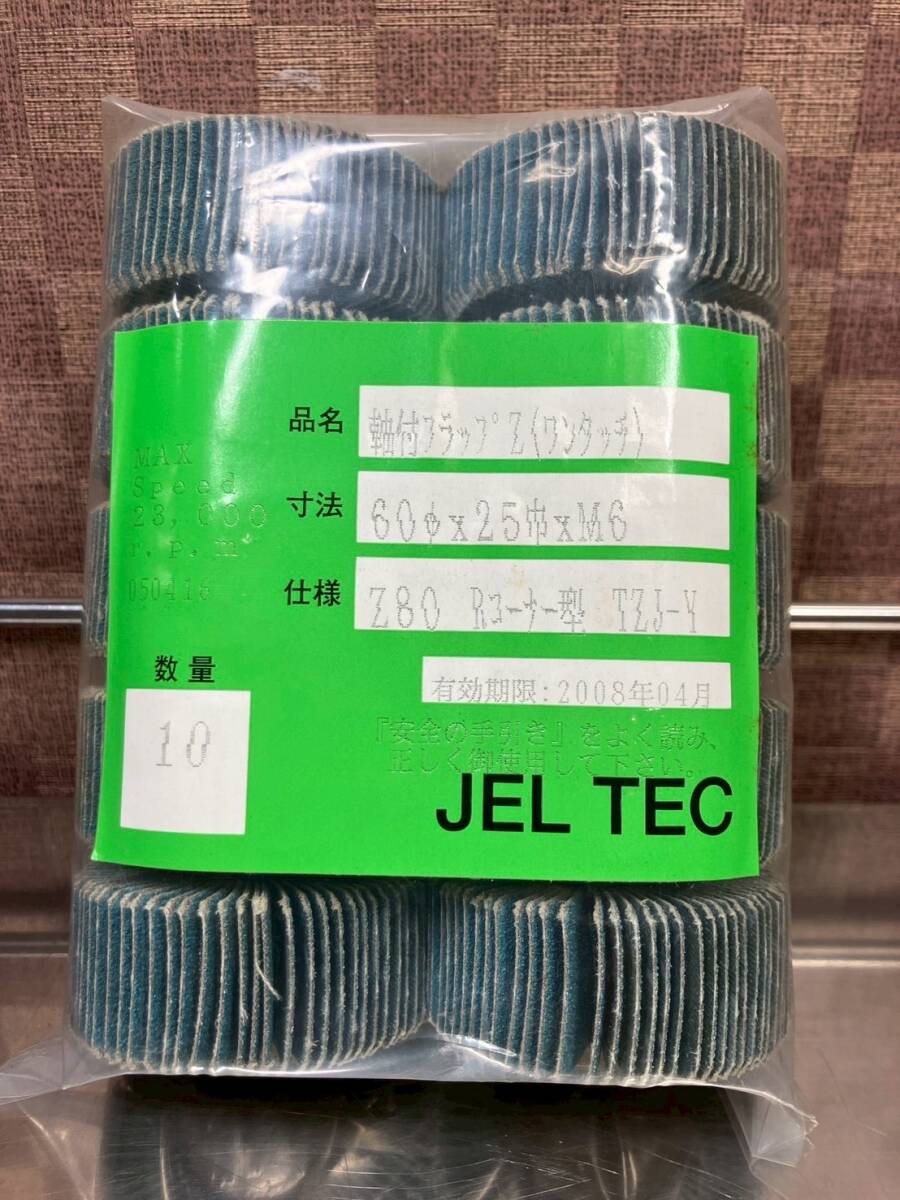 品名 軸付フラップZ(ワンタッチ)
MAX
Speed
23,000
r.p.m
050416
寸法 60φx25巾xM6
仕様 Z80 Rコーナー型 TZJ-Y
数量
10
有効期限:2008年04月
『安全の手引き』をよく読み、
正しく御使用して下さい。
JEL TEC